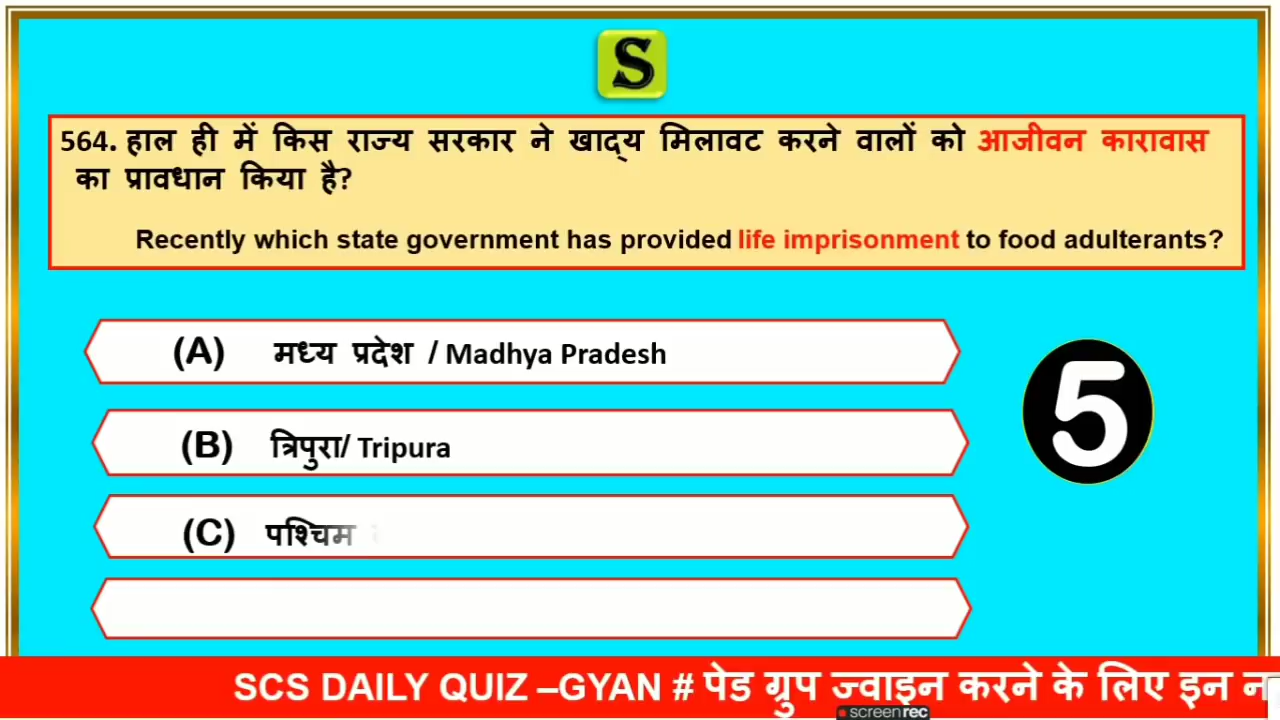 S
564. हाल ही में किस राज्य सरकार ने खाद्य मिलावट करने वालों को आजीवन कारावास
का प्रावधान किया है?
Recently which state government has provided life imprisonment to food adulterants?
(A) मध्य प्रदेश / Madhya Pradesh
5
(B) त्रिपुरा/ Tripura
(C) पश्चिम
SCS DAILY QUIZ –GYAN # पेड ग्रुप ज्वाइन करने के लिए इन
screenrec